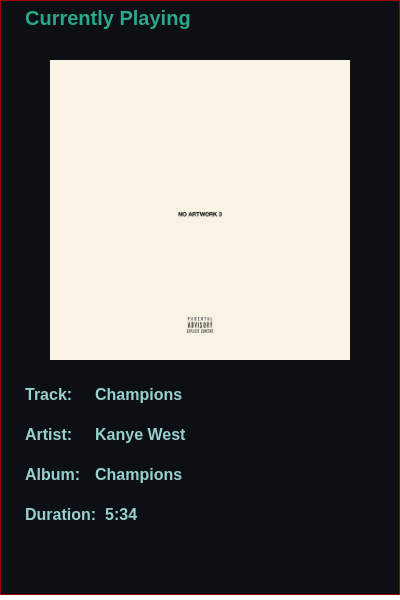 Currently Playing
NO ARTWORK 3
PARENTAL
ADVISORY
EXPLICIT CONTENT
Track: Champions
Artist: Kanye West
Album: Champions
Duration: 5:34